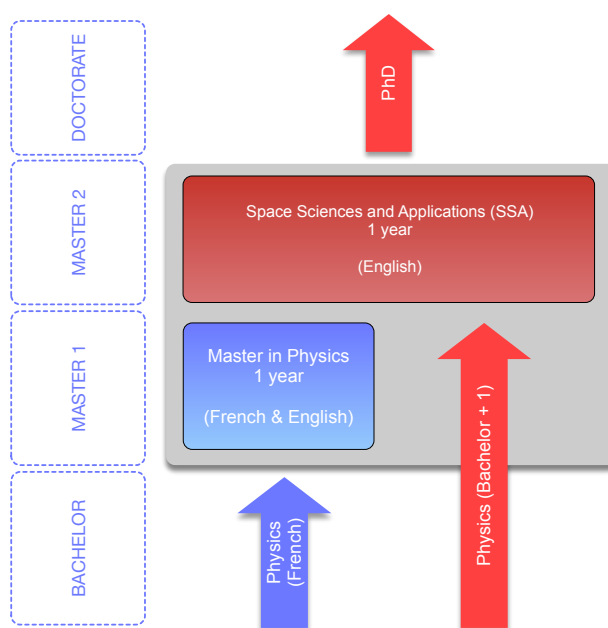 DOCTORATE
PhD
MASTER 2
Space Sciences and Applications (SSA)
1 year
(English)
MASTER 1
Master in Physics
1 year
(French & English)
Physics (Bachelor + 1)
BACHELOR
Physics
(French)